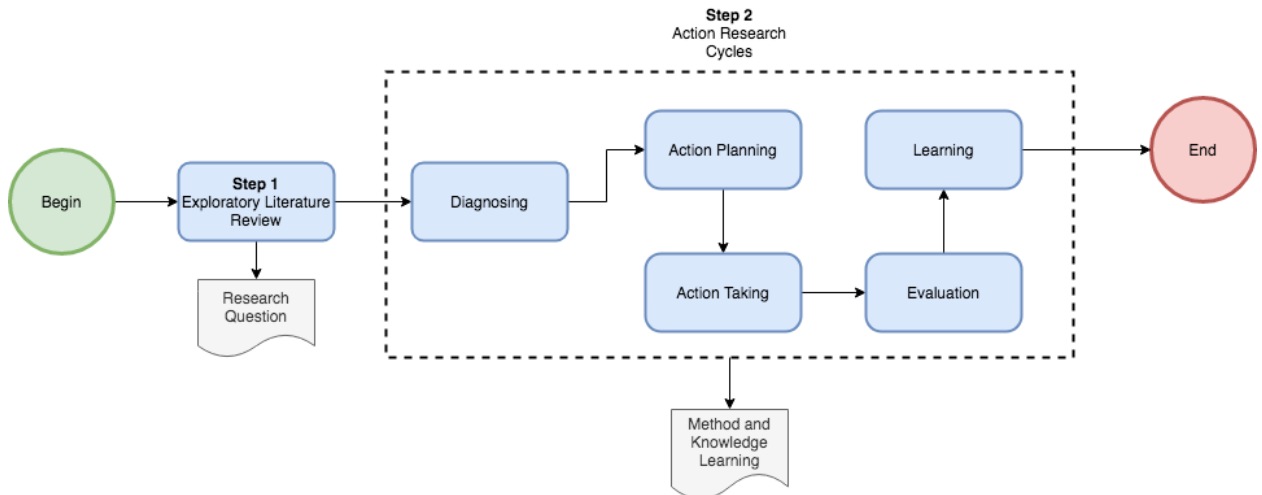 Step 2
Action Research
Cycles
Begin
Step 1
Exploratory Literature
Review
Research
Question
Diagnosing
Action Planning
Action Taking
Evaluation
Learning
End
Method and
Knowledge
Learning